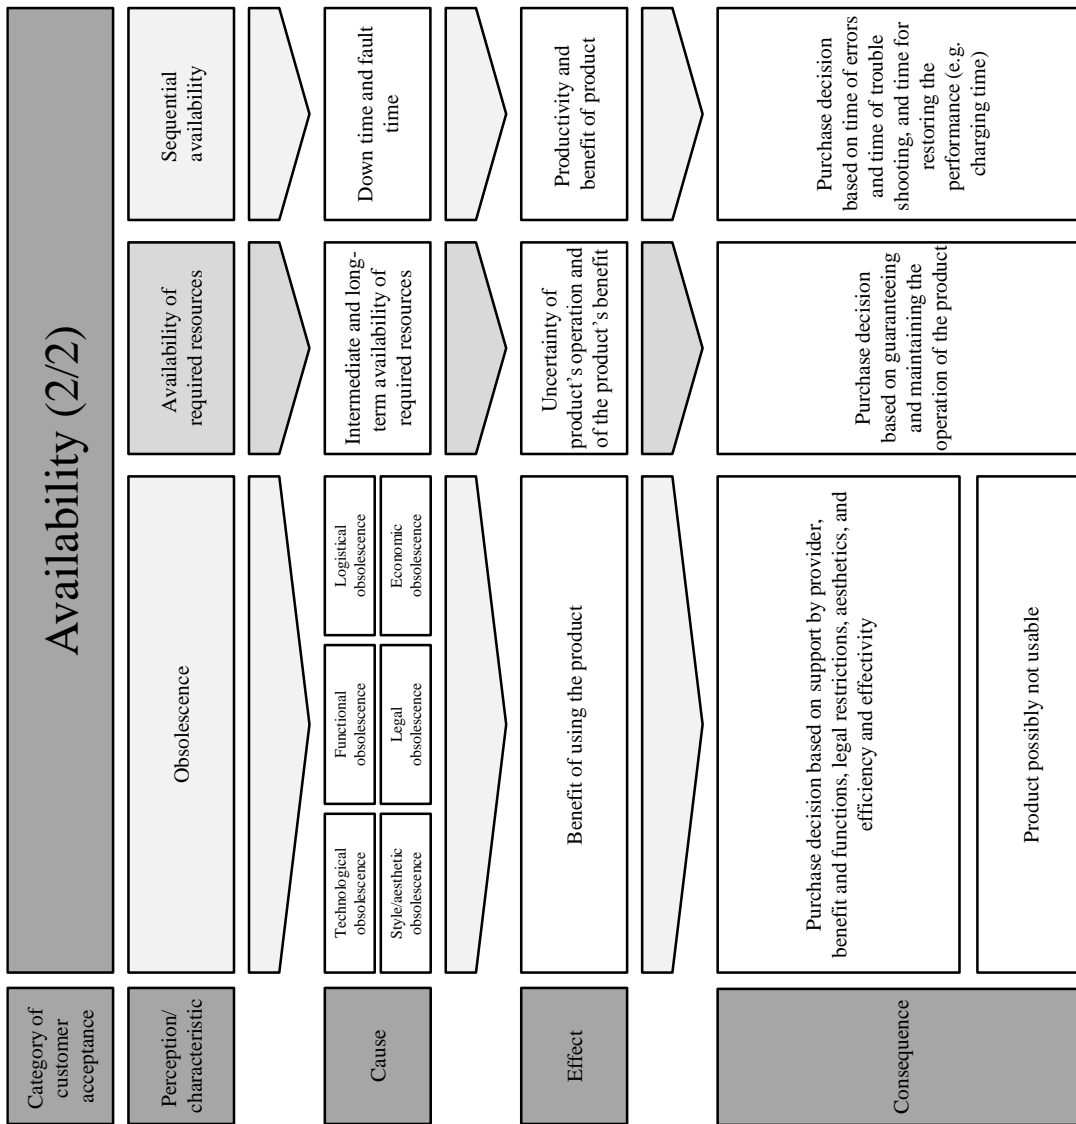 Category of
customer
acceptance
Availability (2/2)
Perception/
characteristic
Obsolescence
Availability of
required resources
Sequential
availability
Cause
Technological
obsolescence
Functional
obsolescence
Logistical
obsolescence
Style/aesthetic
obsolescence
Legal
obsolescence
Economic
obsolescence
Intermediate and long-
term availability of
required resources
Down time and fault
time
Effect
Benefit of using the product
Uncertainty of
product's operation and
of the product's benefit
Productivity and
benefit of product
Consequence
Purchase decision based on support by provider,
benefit and functions, legal restrictions, aesthetics, and
efficiency and effectivity
Product possibly not usable
Purchase decision
based on guaranteeing
and maintaining the
operation of the product
Purchase decision
based on time of errors
and time of trouble
shooting, and time for
restoring the
performance (e.g.
charging time)